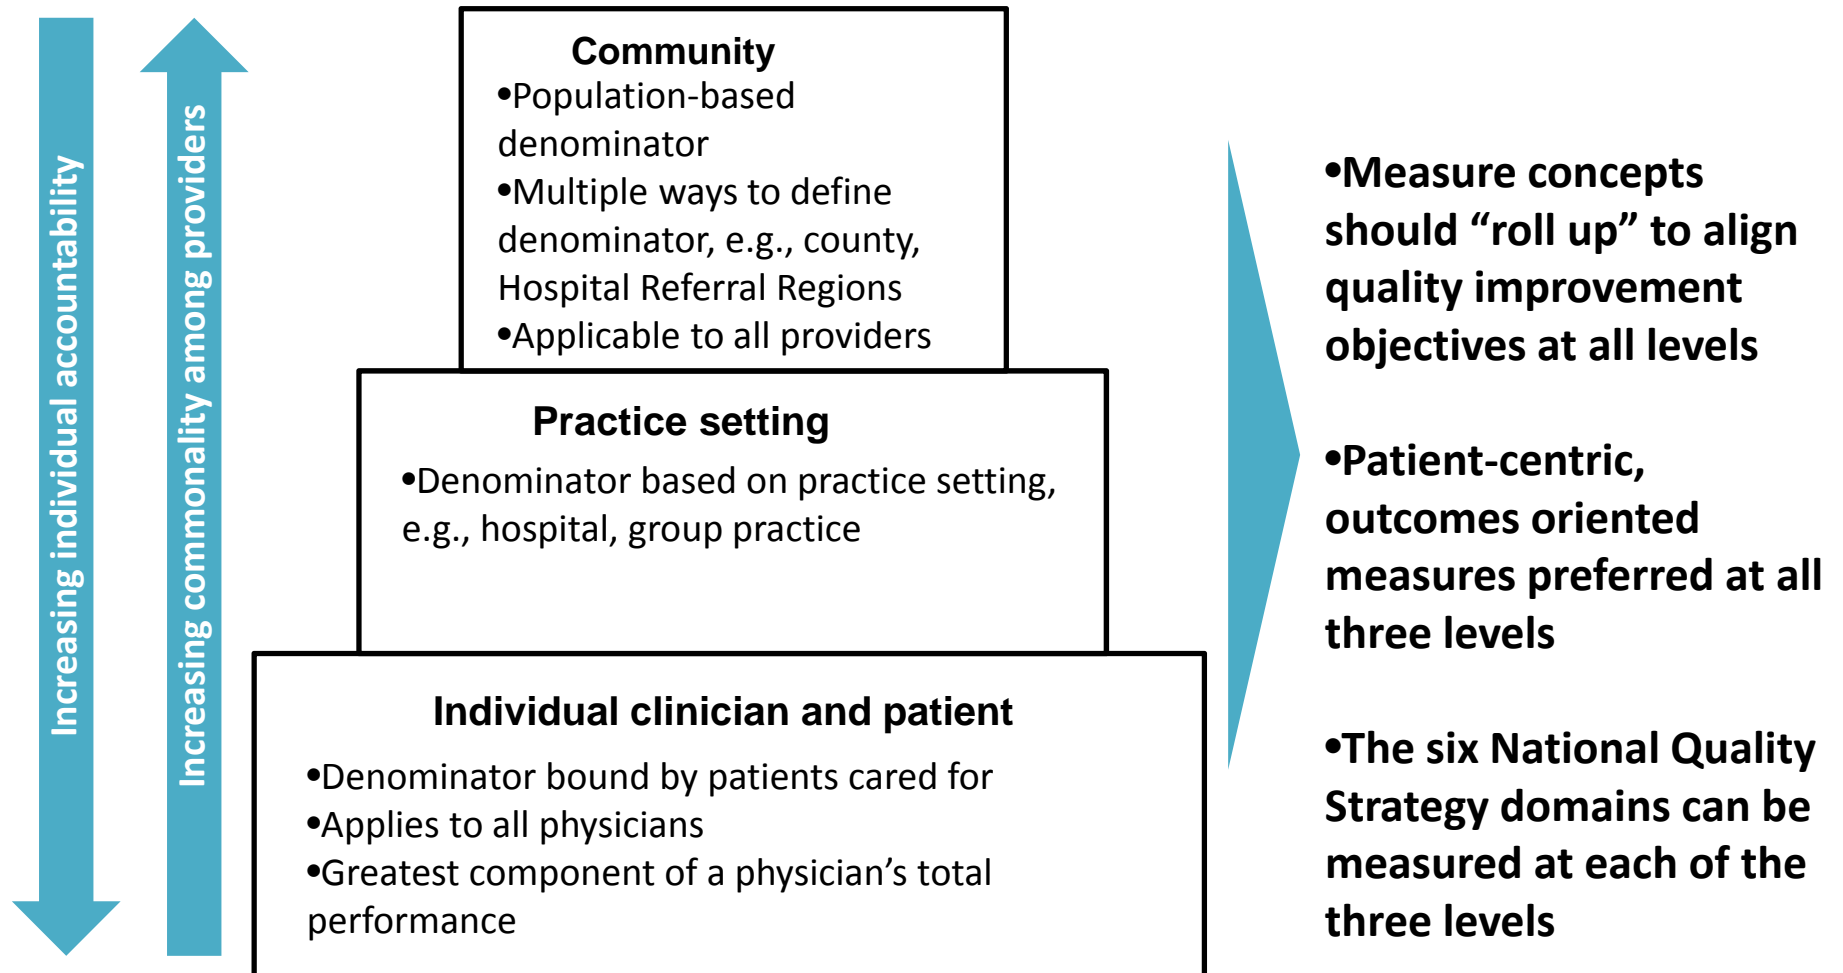 Increasing individual accountability
Increasing commonality among providers
Community
•Population-based
denominator
•Multiple ways to define
denominator, e.g., county,
Hospital Referral Regions
•Applicable to all providers
Practice setting
•Denominator based on practice setting,
e.g., hospital, group practice
Individual clinician and patient
•Denominator bound by patients cared for
•Applies to all physicians
•Greatest component of a physician’s total
performance
•Measure concepts
should “roll up” to align
quality improvement
objectives at all levels
•Patient-centric,
outcomes oriented
measures preferred at all
three levels
•The six National Quality
Strategy domains can be
measured at each of the
three levels